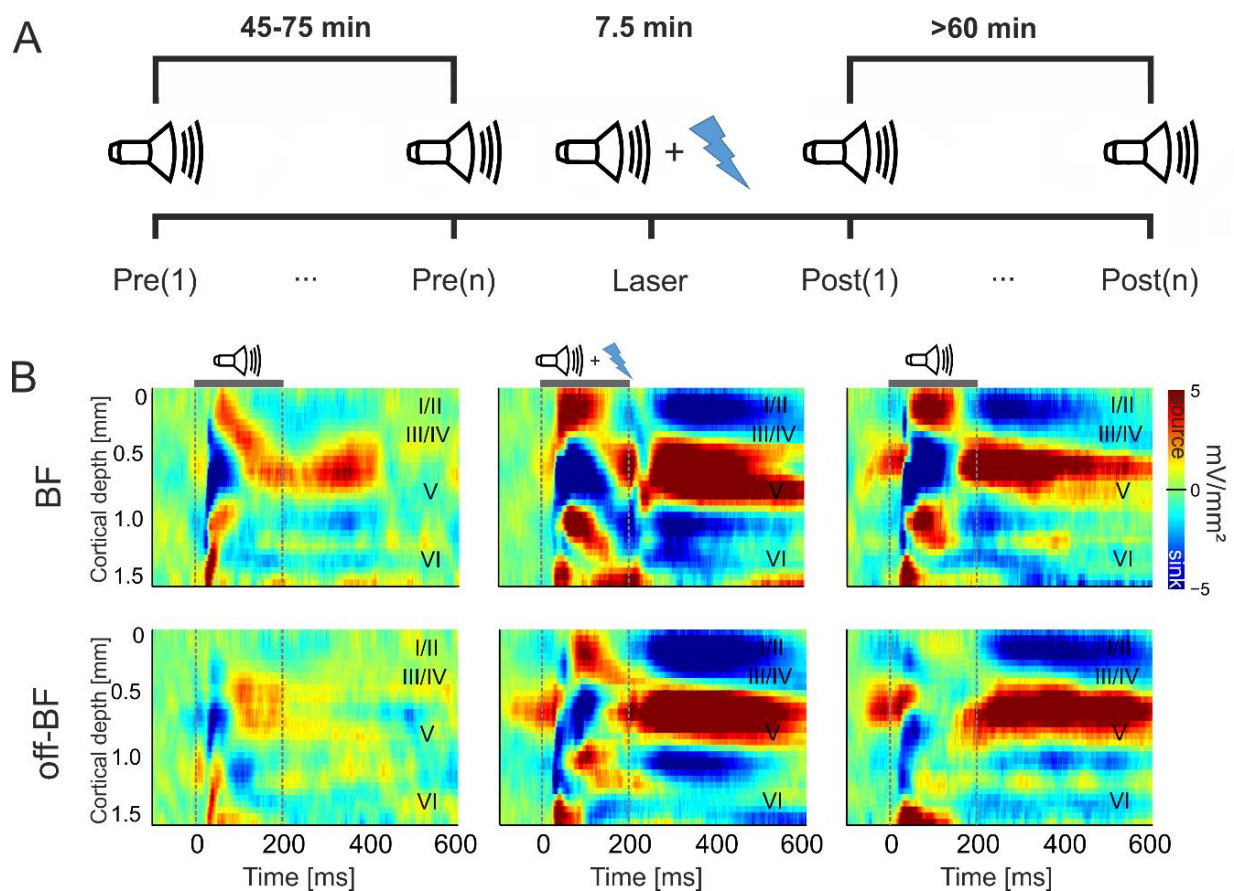 A
45-75 min 7.5 min >60 min
+
Pre(1) ... Pre(n) Laser Post(1) ... Post(n)
B
+
BF
Cortical depth [mm]
0
0.5
1.0
1.5
I/II
III/IV
V
VI
I/II
III/IV
V
VI
I/II
III/IV
V
VI
5
source
0
sink
-5
mV/mm²
off-BF
Cortical depth [mm]
0
0.5
1.0
1.5
I/II
III/IV
V
VI
I/II
III/IV
V
VI
I/II
III/IV
V
VI
0 200 400 600 0 200 400 600 0 200 400 600
Time [ms] Time [ms] Time [ms]